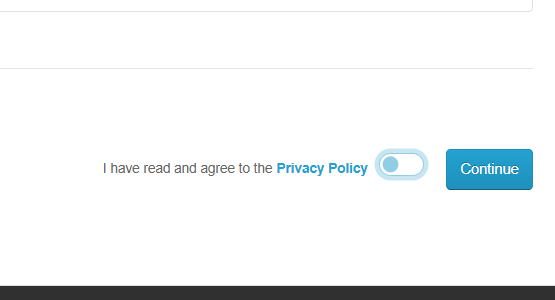 I have read and agree to the Privacy Policy
Continue